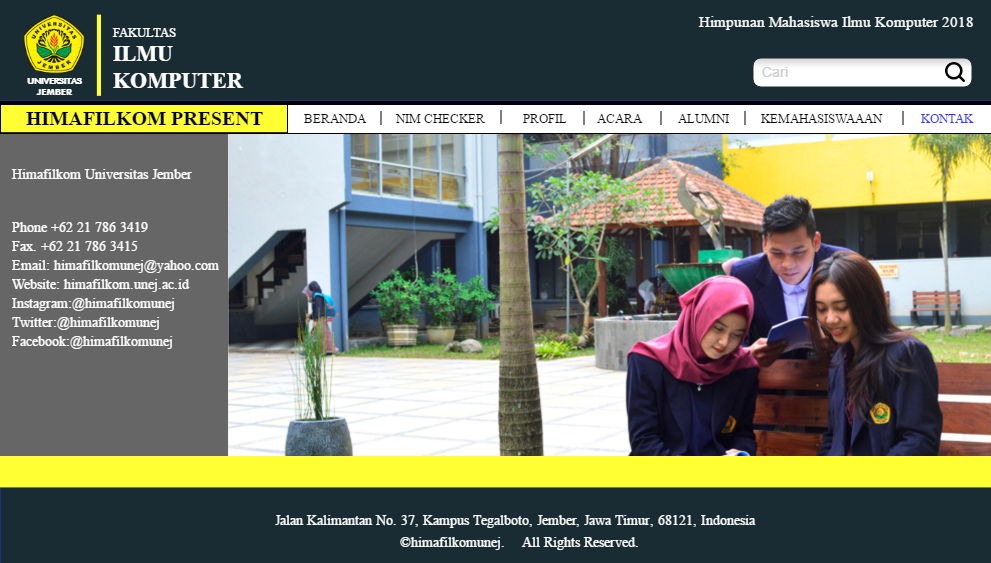 UNIVERSITAS
JEMBER
UNIVERSITAS
JEMBER
FAKULTAS
ILMU
KOMPUTER
Himpunan Mahasiswa Ilmu Komputer 2018
Cari
HIMAFILKOM PRESENT
BERANDA | NIM CHECKER | PROFIL | ACARA | ALUMNI | KEMAHASISWAAAN | KONTAK
Himafilkom Universitas Jember
Phone +62 21 786 3419
Fax. +62 21 786 3415
Email: himafilkomunej@yahoo.com
Website: himafilkom.unej.ac.id
Instagram:@himafilkomunej
Twitter:@himafilkomunej
Facebook:@himafilkomunej
Jalan Kalimantan No. 37, Kampus Tegalboto, Jember, Jawa Timur, 68121, Indonesia
©himafilkomunej. All Rights Reserved.